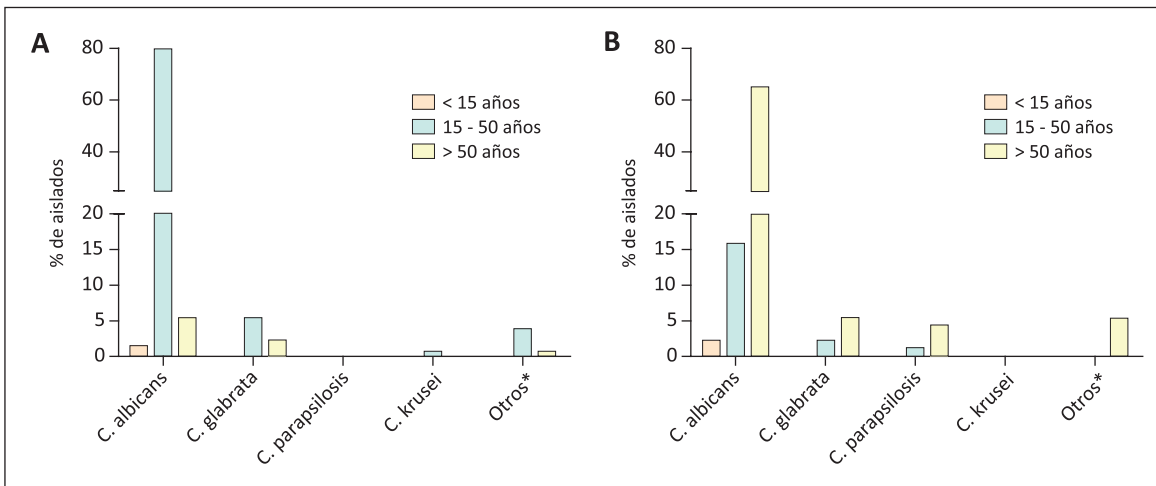 A
% de aislados
80
60
40
20
15
10
5
0
< 15 años
15 - 50 años
> 50 años
C. albicans
C. glabrata
C. parapsilosis
C. krusei
Otros*
B
% de aislados
80
60
40
20
15
10
5
0
< 15 años
15 - 50 años
> 50 años
C. albicans
C. glabrata
C. parapsilosis
C. krusei
Otros*